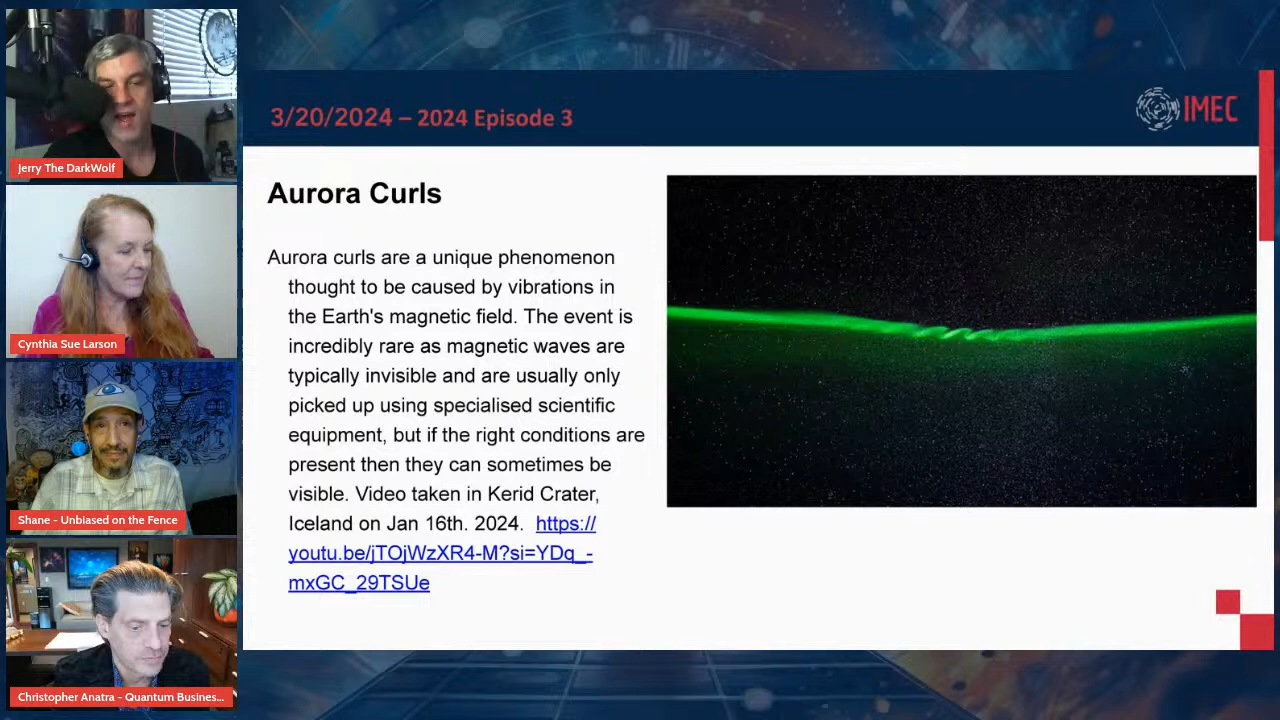 Jerry The DarkWolf
Cynthia Sue Larson
Shane - Unbiased on the Fence
Christopher Anatra - Quantum Busines...
3/20/2024 – 2024 Episode 3
IMEC
Aurora Curls
Aurora curls are a unique phenomenon
thought to be caused by vibrations in
the Earth's magnetic field. The event is
incredibly rare as magnetic waves are
typically invisible and are usually only
picked up using specialised scientific
equipment, but if the right conditions are
present then they can sometimes be
visible. Video taken in Kerid Crater,
Iceland on Jan 16th. 2024. https://
youtu.be/jTOjWzXR4-M?si=YDq_-
mxGC_29TSUe